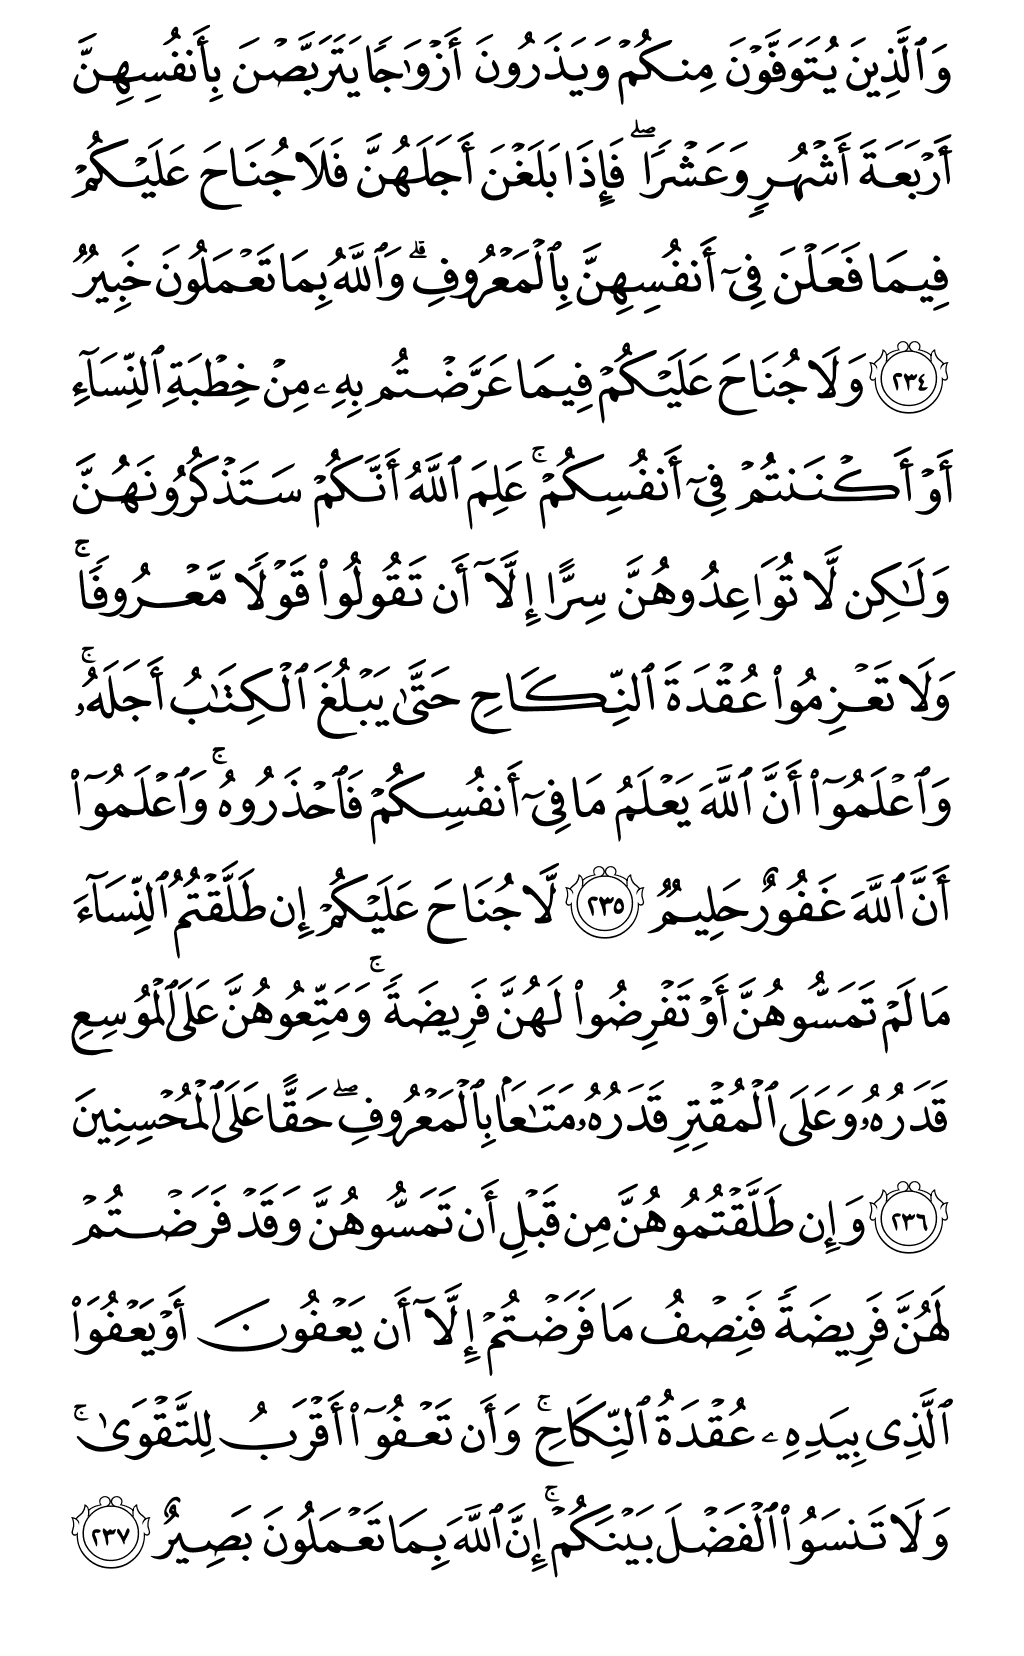 وَٱلَّذِينَ يُتَوَفَّوۡنَ مِنكُمۡ وَيَذَرُونَ أَزۡوَٰجٗا يَتَرَبَّصۡنَ بِأَنفُسِهِنَّ
أَرۡبَعَةَ أَشۡهُرٖ وَعَشۡرٗاۖ فَإِذَا بَلَغۡنَ أَجَلَهُنَّ فَلَا جُنَاحَ عَلَيۡكُمۡ
فِيمَا فَعَلۡنَ فِيٓ أَنفُسِهِنَّ بِٱلۡمَعۡرُوفِۗ وَٱللَّهُ بِمَا تَعۡمَلُونَ خَبِيرٞ
٢٣٤ وَلَا جُنَاحَ عَلَيۡكُمۡ فِيمَا عَرَّضۡتُم بِهِۦ مِنۡ خِطۡبَةِ ٱلنِّسَآءِ
أَوۡ أَكۡنَنتُمۡ فِيٓ أَنفُسِكُمۡۚ عَلِمَ ٱللَّهُ أَنَّكُمۡ سَتَذۡكُرُونَهُنَّ
وَلَٰكِن لَّا تُوَاعِدُوهُنَّ سِرًّا إِلَّآ أَن تَقُولُواْ قَوۡلٗا مَّعۡرُوفٗاۚ
وَلَا تَعۡزِمُواْ عُقۡدَةَ ٱلنِّكَاحِ حَتَّىٰ يَبۡلُغَ ٱلۡكِتَٰبُ أَجَلَهُۥۚ
وَٱعۡلَمُوٓاْ أَنَّ ٱللَّهَ يَعۡلَمُ مَا فِيٓ أَنفُسِكُمۡ فَٱحۡذَرُوهُۚ وَٱعۡلَمُوٓاْ
أَنَّ ٱللَّهَ غَفُورٌ حَلِيمٞ ٢٣٥ لَّا جُنَاحَ عَلَيۡكُمۡ إِن طَلَّقۡتُمُ ٱلنِّسَآءَ
مَا لَمۡ تَمَسُّوهُنَّ أَوۡ تَفۡرِضُواْ لَهُنَّ فَرِيضَةٗۚ وَمَتِّعُوهُنَّ عَلَى ٱلۡمُوسِعِ
قَدَرُهُۥ وَعَلَى ٱلۡمُقۡتِرِ قَدَرُهُۥ مَتَٰعَۢا بِٱلۡمَعۡرُوفِۖ حَقًّا عَلَى ٱلۡمُحۡسِنِينَ
٢٣٦ وَإِن طَلَّقۡتُمُوهُنَّ مِن قَبۡلِ أَن تَمَسُّوهُنَّ وَقَدۡ فَرَضۡتُمۡ
لَهُنَّ فَرِيضَةٗ فَنِصۡفُ مَا فَرَضۡتُمۡ إِلَّآ أَن يَعۡفُونَ أَوۡ يَعۡفُوَاْ
ٱلَّذِي بِيَدِهِۦ عُقۡدَةُ ٱلنِّكَاحِۚ وَأَن تَعۡفُوٓاْ أَقۡرَبُ لِلتَّقۡوَىٰۚ
وَلَا تَنسَوُاْ ٱلۡفَضۡلَ بَيۡنَكُمۡۚ إِنَّ ٱللَّهَ بِمَا تَعۡمَلُونَ بَصِيرٌ ٢٣٧